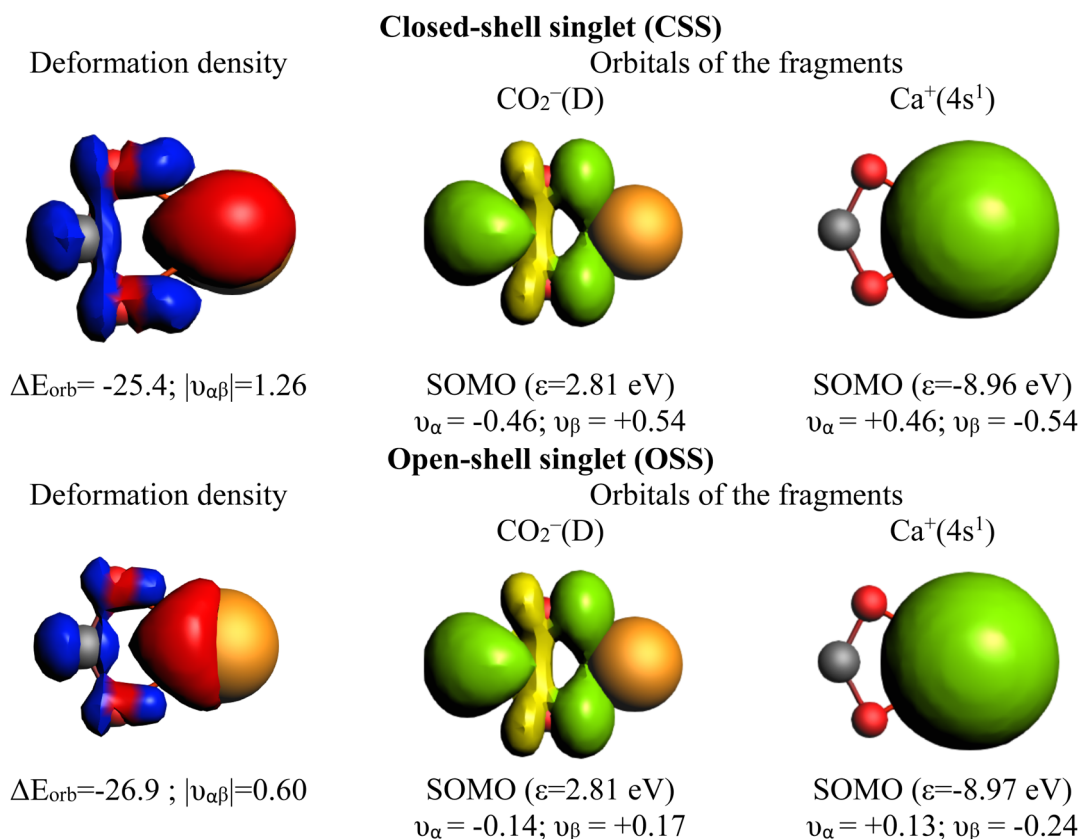 Closed-shell singlet (CSS)
Deformation density Orbitals of the fragments
CO₂⁻(D) Ca⁺(4s¹)
ΔEorb= -25.4; |υαβ|=1.26 SOMO (ε=2.81 eV) SOMO (ε=-8.96 eV)
υα = -0.46; υβ = +0.54 υα = +0.46; υβ = -0.54
Open-shell singlet (OSS)
Deformation density Orbitals of the fragments
CO₂⁻(D) Ca⁺(4s¹)
ΔEorb=-26.9 ; |υαβ|=0.60 SOMO (ε=2.81 eV) SOMO (ε=-8.97 eV)
υα = -0.14; υβ = +0.17 υα = +0.13; υβ = -0.24